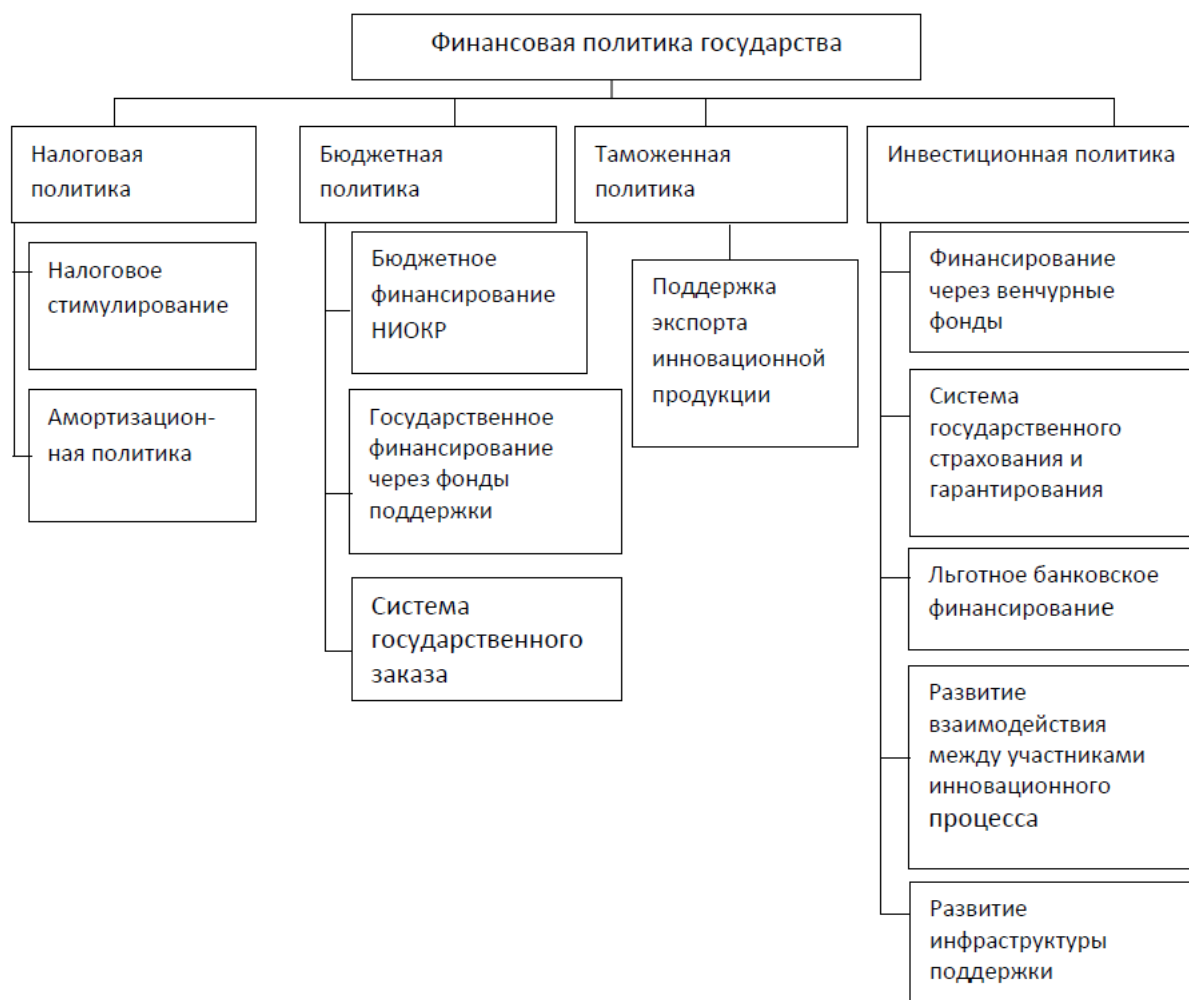 Финансовая политика государства
Налоговая
политика
Налоговое
стимулирование
Амортизацион-
ная политика
Бюджетная
политика
Бюджетное
финансирование
НИОКР
Государственное
финансирование
через фонды
поддержки
Система
государственного
заказа
Таможенная
политика
Поддержка
экспорта
инновационной
продукции
Инвестиционная политика
Финансирование
через венчурные
фонды
Система
государственного
страхования и
гарантирования
Льготное банковское
финансирование
Развитие
взаимодействия
между участниками
инновационного
процесса
Развитие
инфраструктуры
поддержки